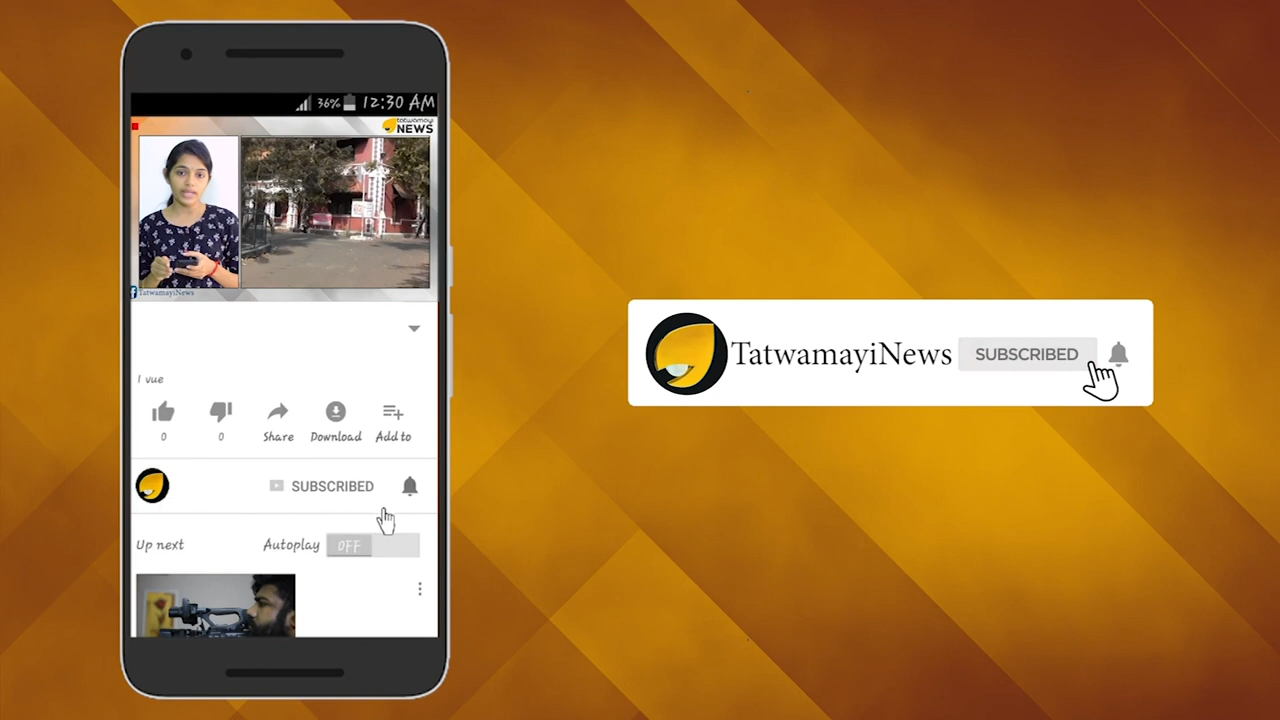 36% 12:30 AM
tatwamayi
NEWS
TatwamayiNews
1 vue
0 0 Share Download Add to
SUBSCRIBED
Up next Autoplay OFF
TatwamayiNews SUBSCRIBED